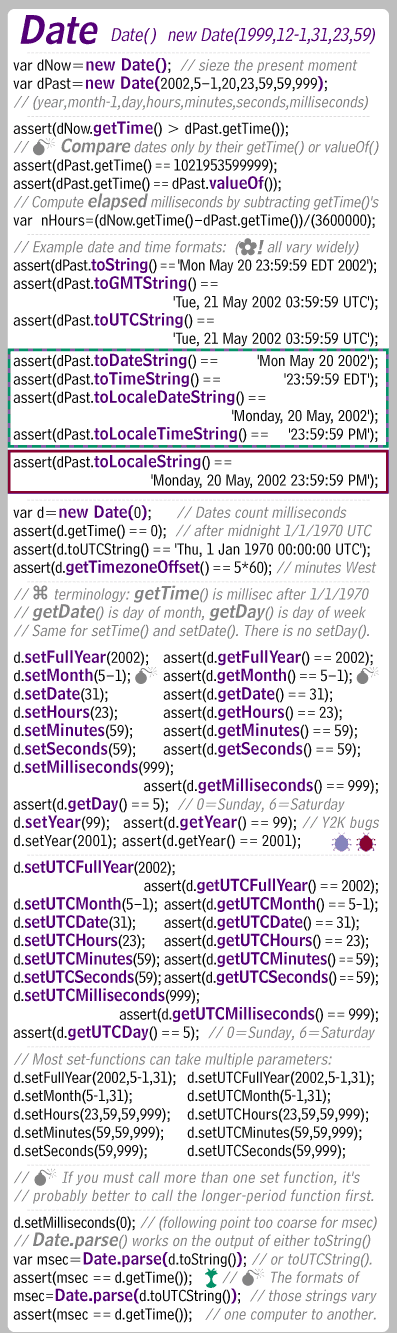 Date Date() new Date(1999,12-1,31,23,59)
var dNow=new Date(); // sieze the present moment
var dPast=new Date(2002,5-1,20,23,59,59,999);
// (year,month-1,day,hours,minutes,seconds,milliseconds)
assert(dNow.getTime() > dPast.getTime());
// Compare dates only by their getTime() or valueOf()
assert(dPast.getTime() == 1021953599999);
assert(dPast.getTime() == dPast.valueOf());
// Compute elapsed milliseconds by subtracting getTime()'s
var nHours=(dNow.getTime()-dPast.getTime())/(3600000);
// Example date and time formats: (! all vary widely)
assert(dPast.toString() =='Mon May 20 23:59:59 EDT 2002');
assert(dPast.toGMTString() ==
'Tue, 21 May 2002 03:59:59 UTC');
assert(dPast.toUTCString() ==
'Tue, 21 May 2002 03:59:59 UTC');
assert(dPast.toDateString() == 'Mon May 20 2002');
assert(dPast.toTimeString() == '23:59:59 EDT');
assert(dPast.toLocaleDateString() ==
'Monday, 20 May, 2002');
assert(dPast.toLocaleTimeString() == '23:59:59 PM');
assert(dPast.toLocaleString() ==
'Monday, 20 May, 2002 23:59:59 PM');
var d=new Date(0); // Dates count milliseconds
assert(d.getTime() == 0); // after midnight 1/1/1970 UTC
assert(d.toUTCString() == 'Thu, 1 Jan 1970 00:00:00 UTC');
assert(d.getTimezoneOffset() == 5*60); // minutes West
// ⌘ terminology: getTime() is millisec after 1/1/1970
// getDate() is day of month, getDay() is day of week
// Same for setTime() and setDate(). There is no setDay().
d.setFullYear(2002); assert(d.getFullYear() == 2002);
d.setMonth(5-1); assert(d.getMonth() == 5-1);
d.setDate(31); assert(d.getDate() == 31);
d.setHours(23); assert(d.getHours() == 23);
d.setMinutes(59); assert(d.getMinutes() == 59);
d.setSeconds(59); assert(d.getSeconds() == 59);
d.setMilliseconds(999);
assert(d.getMilliseconds() == 999);
assert(d.getDay() == 5); // 0=Sunday, 6=Saturday
d.setYear(99); assert(d.getYear() == 99); // Y2K bugs
d.setYear(2001); assert(d.getYear() == 2001);
d.setUTCFullYear(2002);
assert(d.getUTCFullYear() == 2002);
d.setUTCMonth(5-1); assert(d.getUTCMonth() == 5-1);
d.setUTCDate(31); assert(d.getUTCDate() == 31);
d.setUTCHours(23); assert(d.getUTCHours() == 23);
d.setUTCMinutes(59); assert(d.getUTCMinutes() == 59);
d.setUTCSeconds(59); assert(d.getUTCSeconds() == 59);
d.setUTCMilliseconds(999);
assert(d.getUTCMilliseconds() == 999);
assert(d.getUTCDay() == 5); // 0=Sunday, 6=Saturday
// Most set-functions can take multiple parameters:
d.setFullYear(2002,5-1,31); d.setUTCFullYear(2002,5-1,31);
d.setMonth(5-1,31); d.setUTCMonth(5-1,31);
d.setHours(23,59,59,999); d.setUTCHours(23,59,59,999);
d.setMinutes(59,59,999); d.setUTCMinutes(59,59,999);
d.setSeconds(59,999); d.setUTCSeconds(59,999);
// If you must call more than one set function, it's
// probably better to call the longer-period function first.
d.setMilliseconds(0); // (following point too coarse for msec)
// Date.parse() works on the output of either toString()
var msec=Date.parse(d.toString()); // or toUTCString().
assert(msec == d.getTime()); // The formats of
msec=Date.parse(d.toUTCString()); // those strings vary
assert(msec == d.getTime()); // one computer to another.